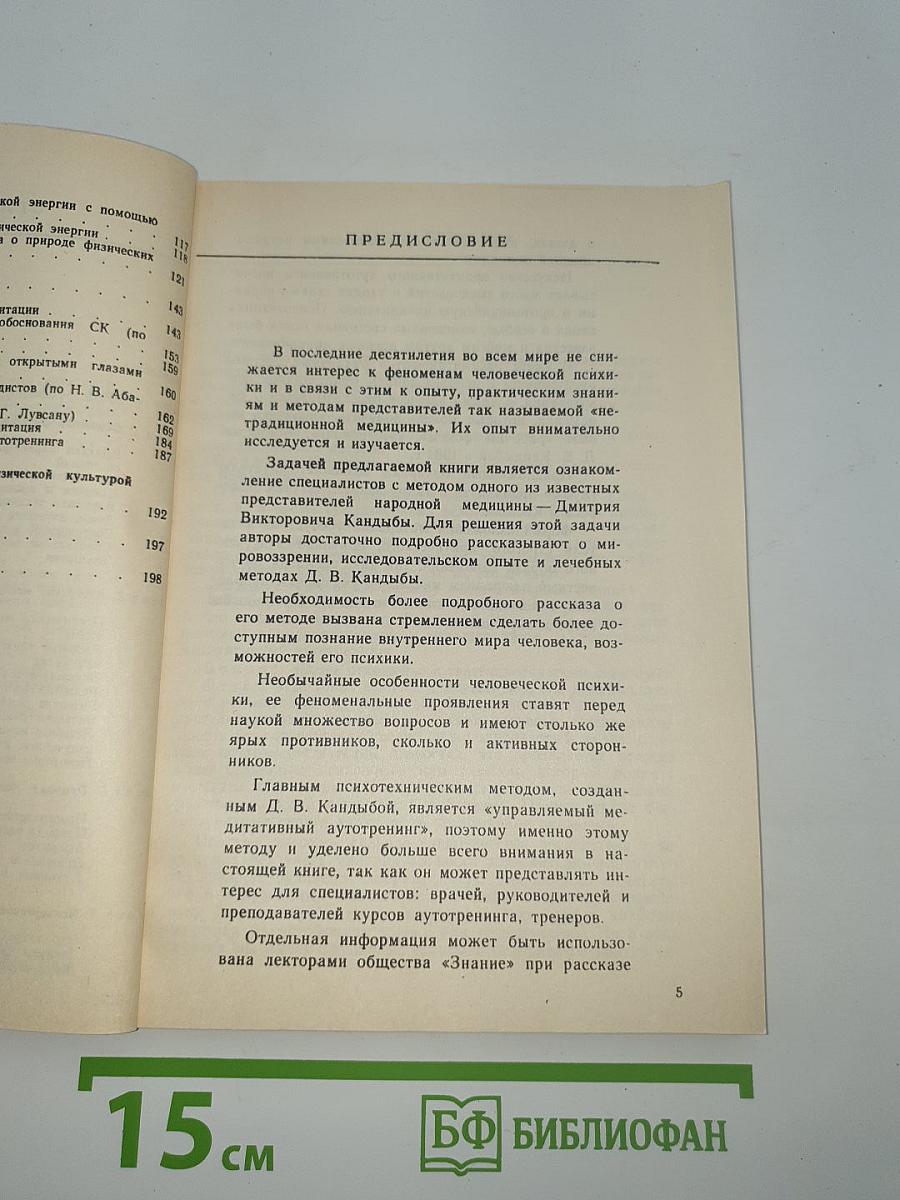 кой энергии с помощью
117
ической энергии . . . 118
а о природе физических
121
143
итации . . . . . . . 143
обоснования СК (по
153
открытыми глазами 159
дистов (по Н. В. Аба-
160
Г. Лувсану) . . . 162
итация . . . . . 169
тотренинга . . . . 184
187
зической культурой
192
197
198
ПРЕДИСЛОВИЕ
В последние десятилетия во всем мире не сни-
жается интерес к феноменам человеческой психи-
ки и в связи с этим к опыту, практическим знани-
ям и методам представителей так называемой «не-
традиционной медицины». Их опыт внимательно
исследуется и изучается.
Задачей предлагаемой книги является ознаком-
ление специалистов с методом одного из известных
представителей народной медицины — Дмитрия
Викторовича Кандыбы. Для решения этой задачи
авторы достаточно подробно рассказывают о ми-
ровоззрении, исследовательском опыте и лечебных
методах Д. В. Кандыбы.
Необходимость более подробного рассказа о
его методе вызвана стремлением сделать более до-
ступным познание внутреннего мира человека, воз-
можностей его психики.
Необычайные особенности человеческой психи-
ки, ее феноменальные проявления ставят перед
наукой множество вопросов и имеют столько же
ярых противников, сколько и активных сторон-
ников.
Главным психотехническим методом, создан-
ным Д. В. Кандыбой, является «управляемый ме-
дитативный аутотренинг», поэтому именно этому
методу и уделено больше всего внимания в на-
стоящей книге, так как он может представлять ин-
терес для специалистов: врачей, руководителей и
преподавателей курсов аутотренинга, тренеров.
Отдельная информация может быть использо-
вана лекторами общества «Знание» при рассказе
5
15 см
БФ БИБЛИОФАН